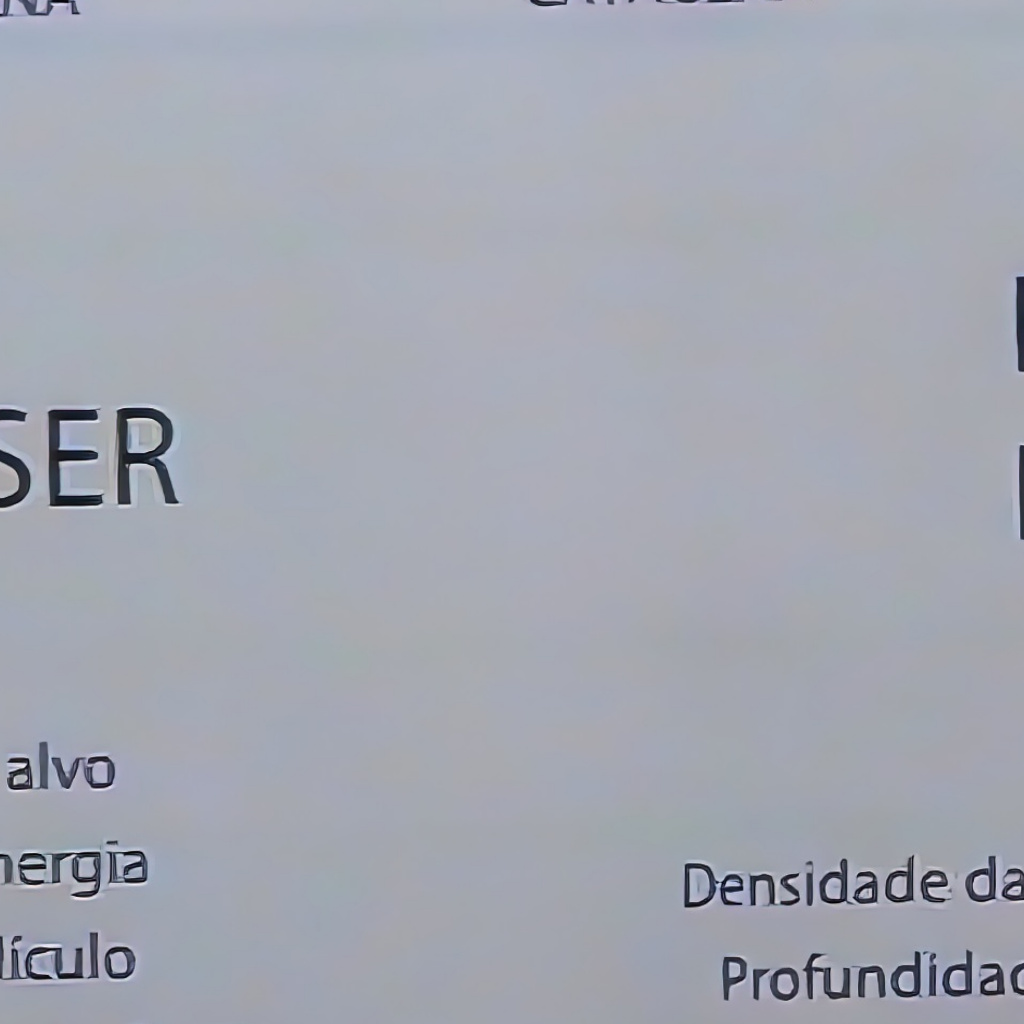 SER
alvo
nergia
lículo
Densidade da
Profundidad